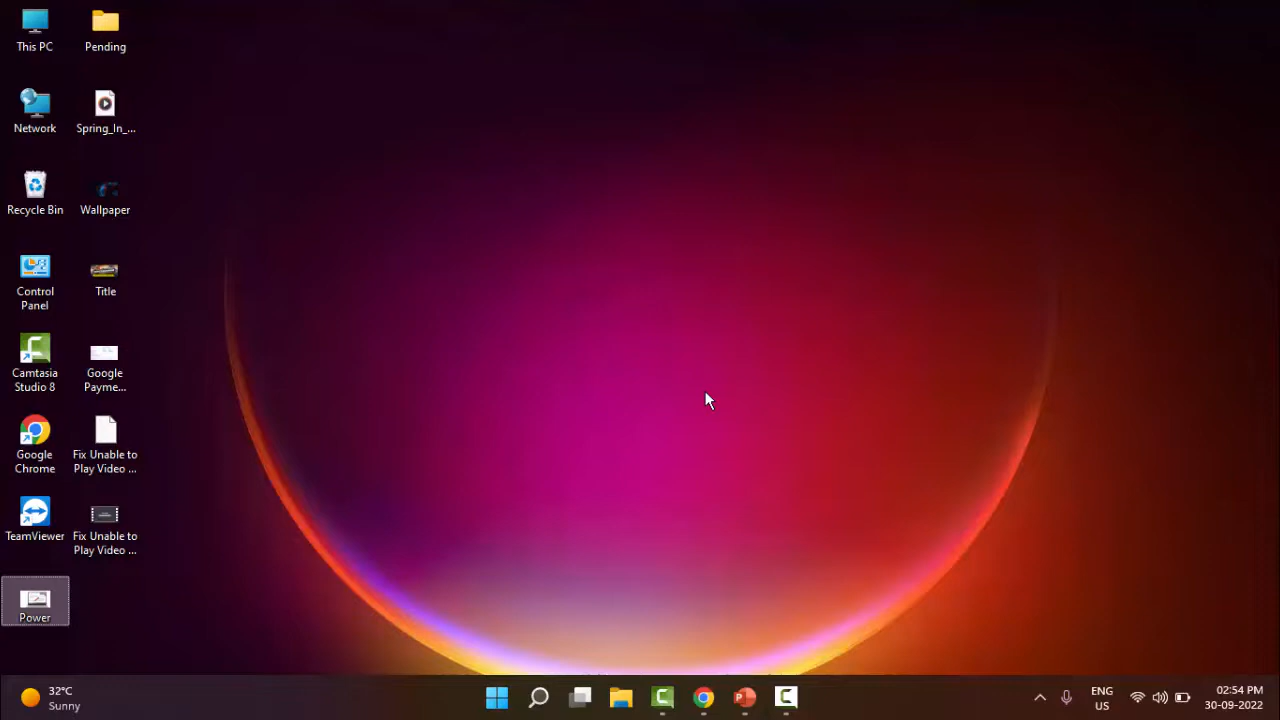 This PC
Pending
Network
Spring_In_...
Recycle Bin
Wallpaper
Control
Panel
Title
Camtasia
Studio 8
Google
Payme...
Google
Chrome
Fix Unable to
Play Video ...
TeamViewer
Fix Unable to
Play Video ...
Power
32°C
Sunny
ENG
US
02:54 PM
30-09-2022